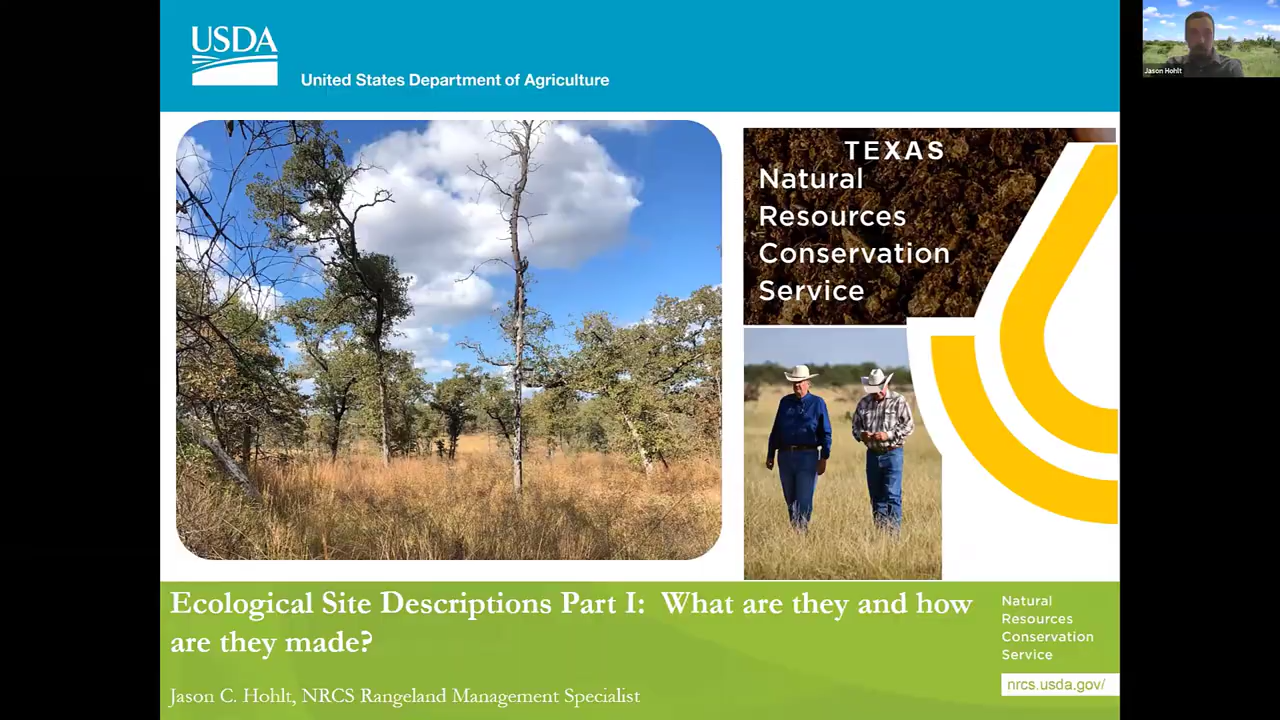 USDA
United States Department of Agriculture
Jason Hohlt
TEXAS
Natural
Resources
Conservation
Service
Ecological Site Descriptions Part I:  What are they and how
are they made?
Jason C. Hohlt, NRCS Rangeland Management Specialist
Natural
Resources
Conservation
Service
nrcs.usda.gov/